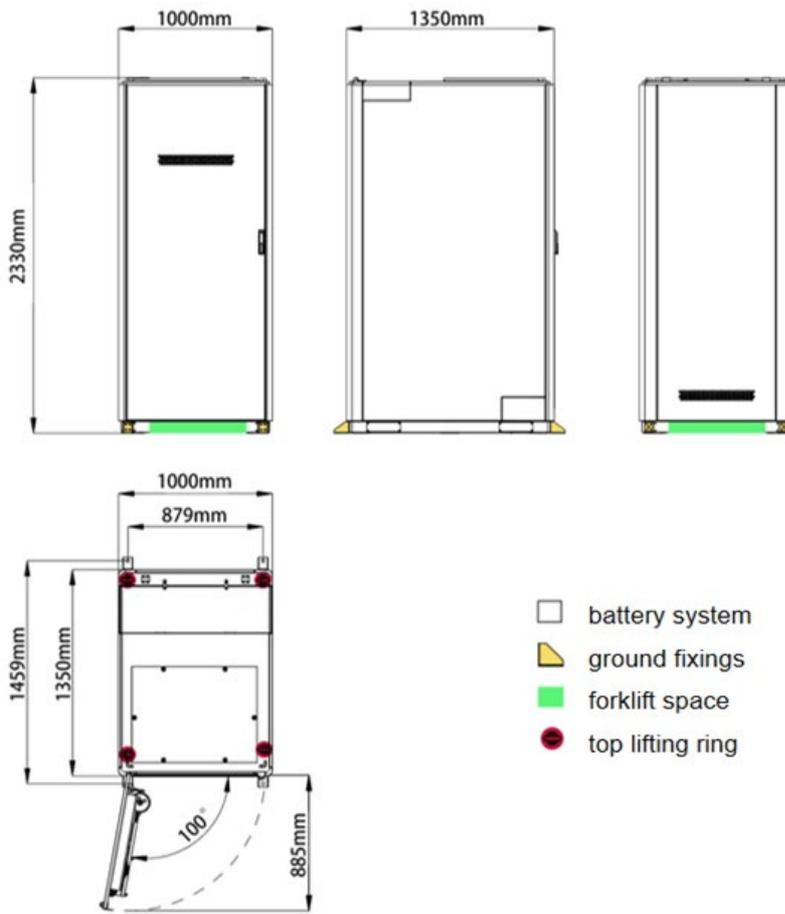 1000mm
1350mm
2330mm
1000mm
879mm
1459mm
1350mm
100°
885mm
battery system
ground fixings
forklift space
top lifting ring